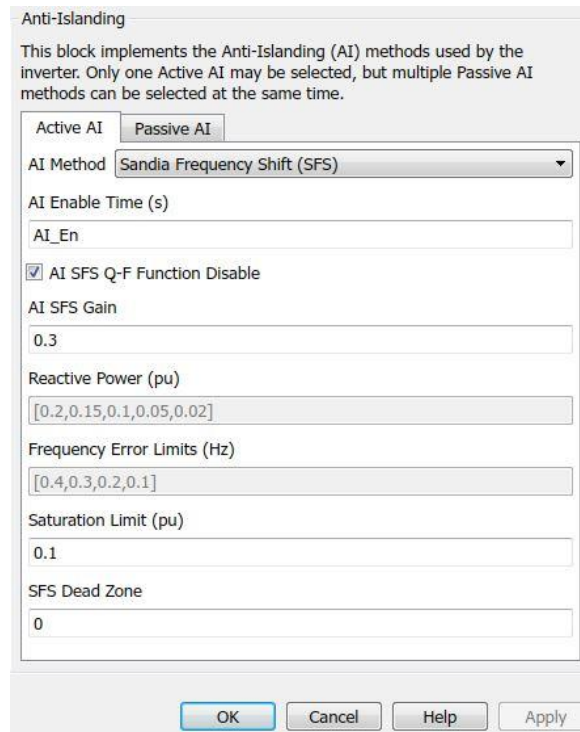 Anti-Islanding
This block implements the Anti-Islanding (AI) methods used by the
inverter. Only one Active AI may be selected, but multiple Passive AI
methods can be selected at the same time.
Active AI Passive AI
AI Method Sandia Frequency Shift (SFS)
AI Enable Time (s)
AI_En
AI SFS Q-F Function Disable
AI SFS Gain
0.3
Reactive Power (pu)
[0.2,0.15,0.1,0.05,0.02]
Frequency Error Limits (Hz)
[0.4,0.3,0.2,0.1]
Saturation Limit (pu)
0.1
SFS Dead Zone
0
OK Cancel Help Apply